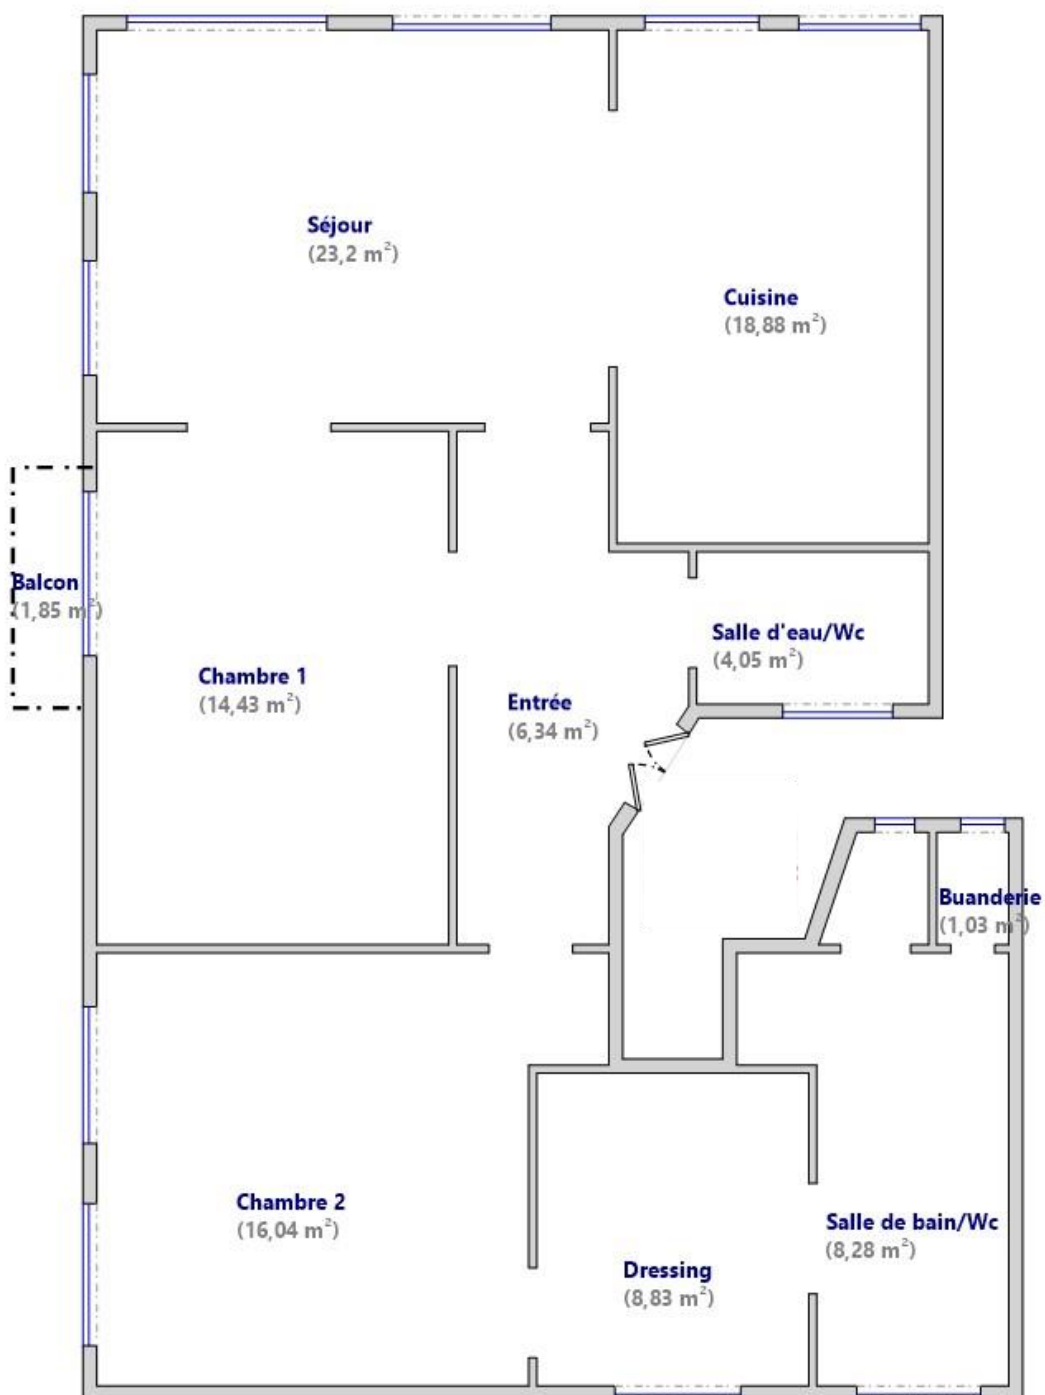 Séjour
(23,2 m²)
Cuisine
(18,88 m²)
Balcon
(1,85 m²)
Salle d'eau/Wc
(4,05 m²)
Chambre 1
(14,43 m²)
Entrée
(6,34 m²)
Buanderie
(1,03 m²)
Chambre 2
(16,04 m²)
Salle de bain/Wc
(8,28 m²)
Dressing
(8,83 m²)